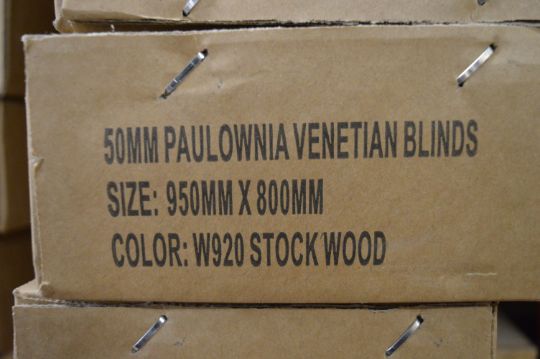 50MM PAULOWNIA VENETIAN BLINDS
SIZE: 950MM X 800MM
COLOR: W920 STOCK WOOD